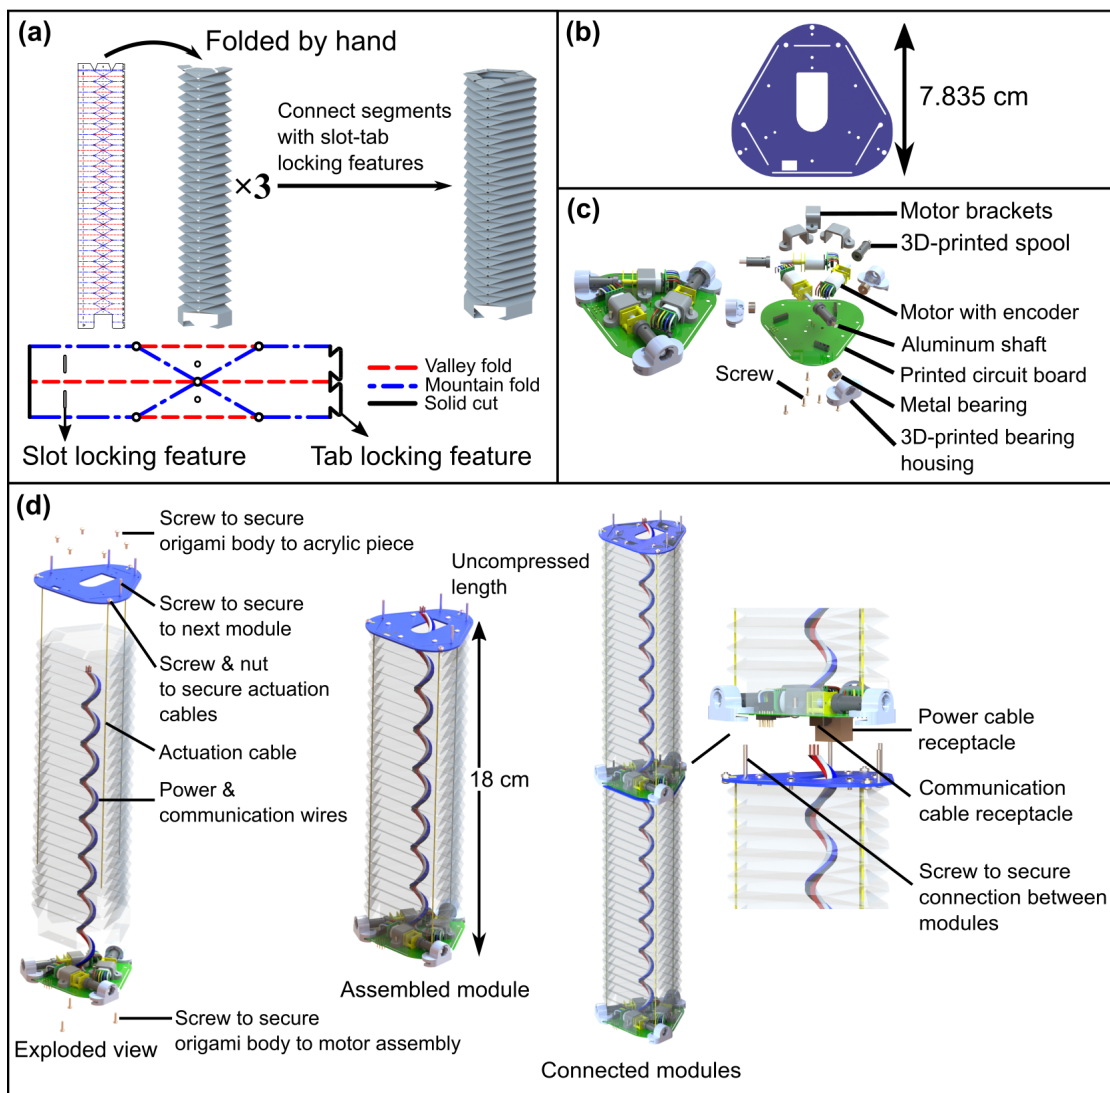 (a)
Folded by hand
Connect segments
with slot-tab
locking features
×3
Valley fold
Mountain fold
Solid cut
Slot locking feature
Tab locking feature
(b)
7.835 cm
(c)
Motor brackets
3D-printed spool
Motor with encoder
Aluminum shaft
Printed circuit board
Screw
Metal bearing
3D-printed bearing
housing
(d)
Screw to secure
origami body to acrylic piece
Screw to secure
to next module
Screw & nut
to secure actuation
cables
Actuation cable
Power &
communication wires
Screw to secure
origami body to motor assembly
Exploded view
Uncompressed
length
18 cm
Assembled module
Connected modules
Power cable
receptacle
Communication
cable receptacle
Screw to secure
connection between
modules